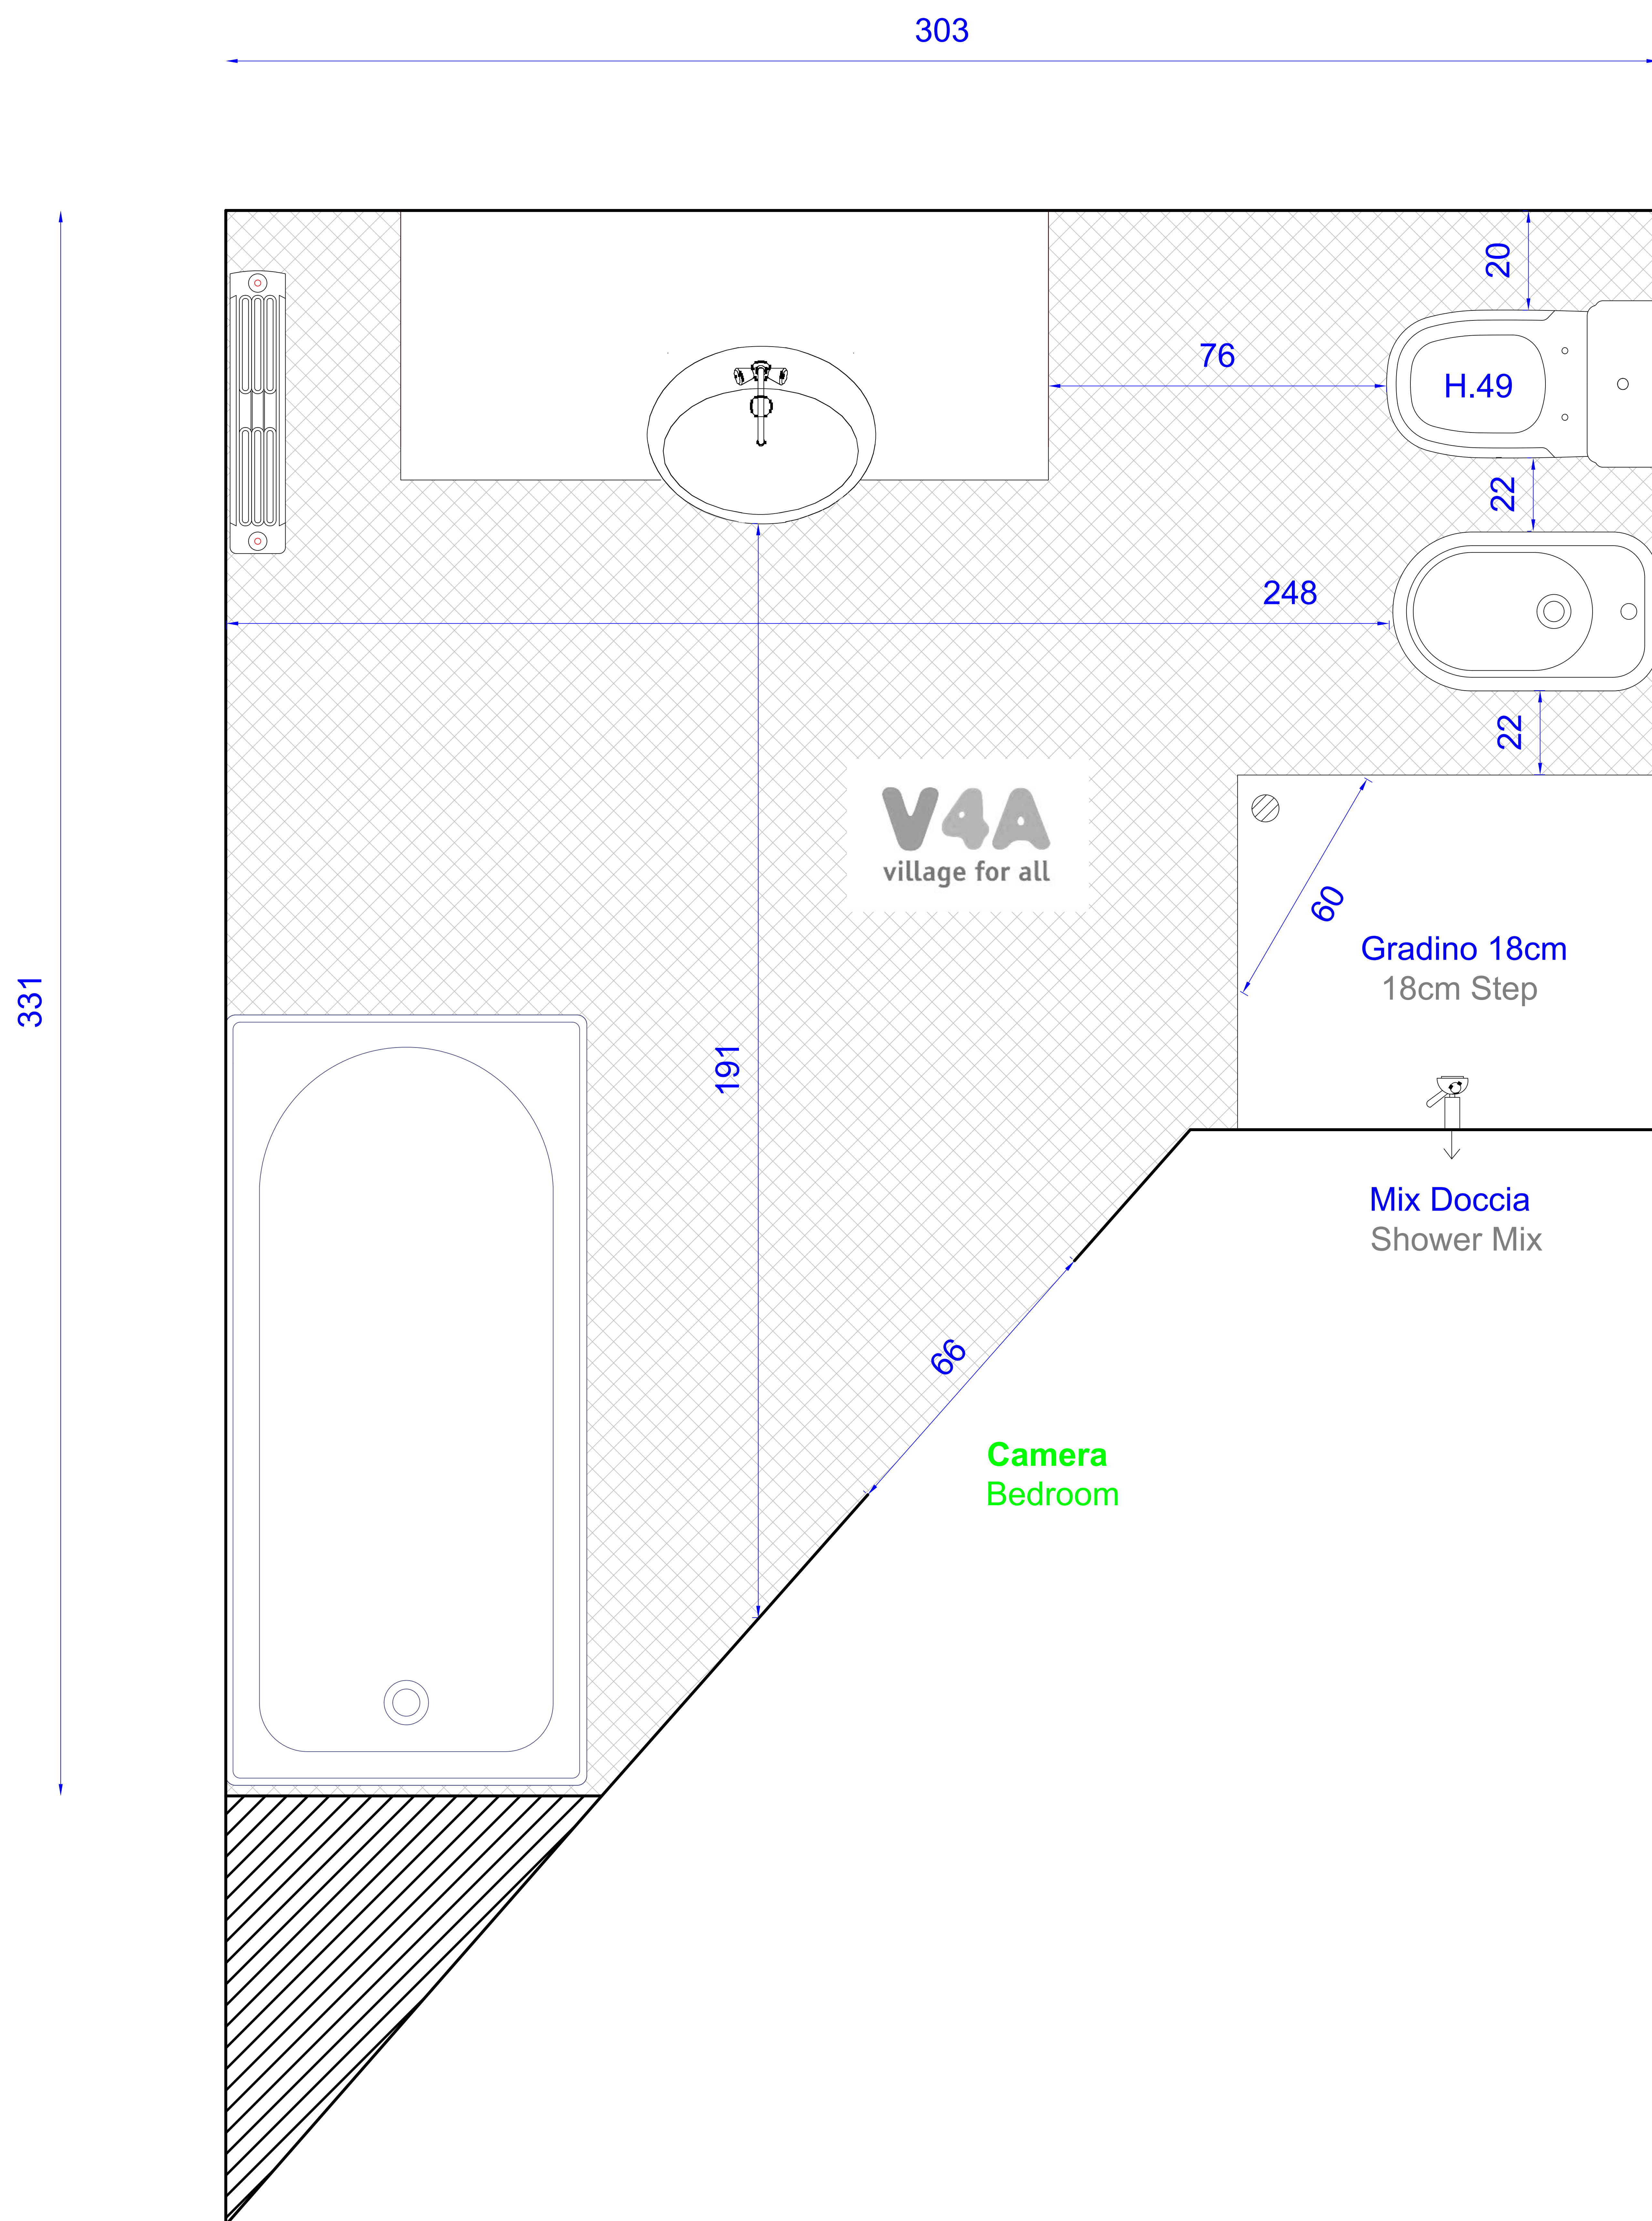 303
20
76
H.49
22
248
22
V4A
village for all
60
Gradino 18cm
18cm Step
331
191
Mix Doccia
Shower Mix
66
Camera
Bedroom